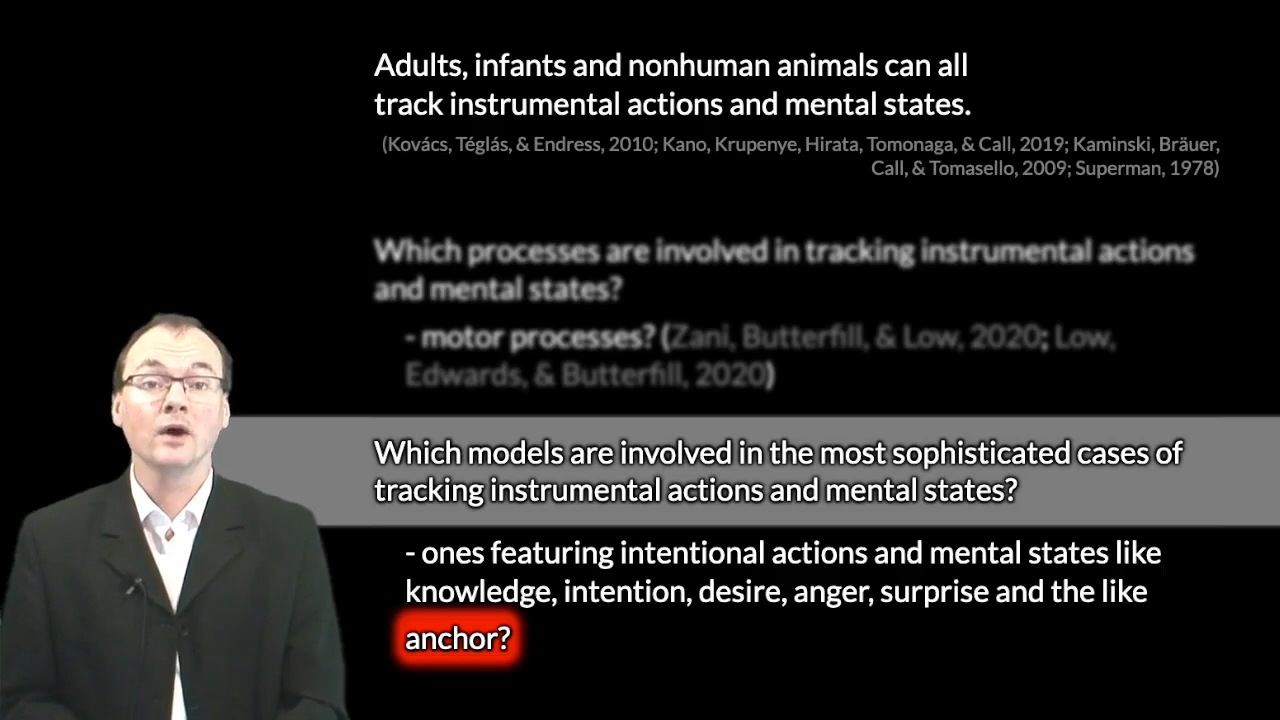 Adults, infants and nonhuman animals can all
track instrumental actions and mental states.
(Kovács, Téglás, & Endress, 2010; Kano, Krupenye, Hirata, Tomonaga, & Call, 2019; Kaminski, Bräuer,
Call, & Tomasello, 2009; Superman, 1978)
Which processes are involved in tracking instrumental actions
and mental states?
- motor processes? (Zani, Butterfill, & Low, 2020; Low,
Edwards, & Butterfill, 2020)
Which models are involved in the most sophisticated cases of
tracking instrumental actions and mental states?
- ones featuring intentional actions and mental states like
knowledge, intention, desire, anger, surprise and the like
anchor?